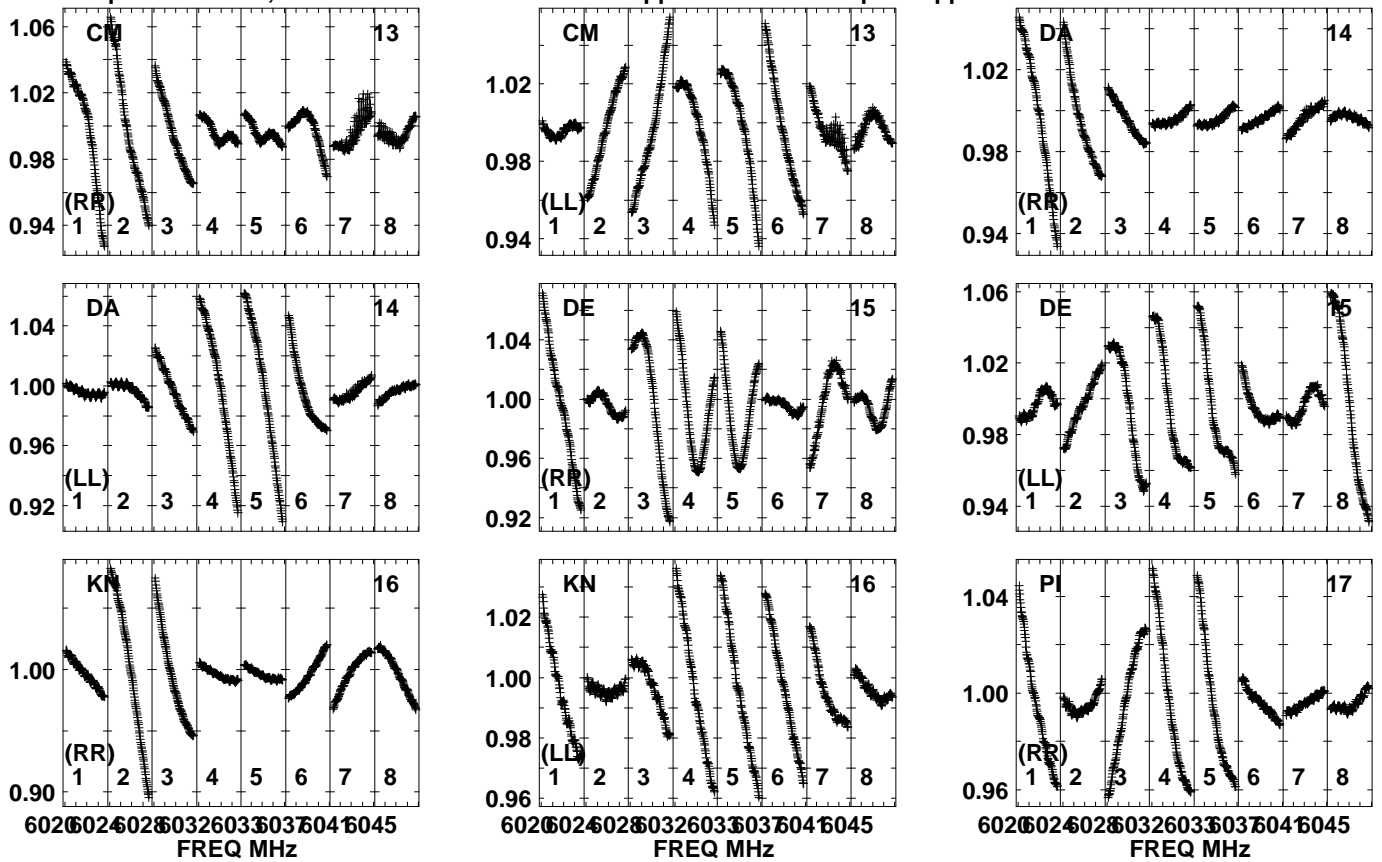 1.06 CM 13 CM 13 DA 14
1.02 1.02 1.02
0.98 0.98 0.98
(RR) (LL) (RR)
0.94 1 2 3 4 5 6 7 8 0.94 1 2 3 4 5 6 7 8 0.94 1 2 3 4 5 6 7 8
DA 14 DE 15 1.06 DE 15
1.04 1.04
1.00 1.00 1.02
0.96 0.96 0.98
(LL) (RR) (LL)
0.92 1 2 3 4 5 6 7 8 0.92 1 2 3 4 5 6 7 8 0.94 1 2 3 4 5 6 7 8
KN 16 KN 16 PI 17
1.02 1.04
1.00 1.00 1.00
0.98
(RR) (LL) (RR)
0.90 1 2 3 4 5 6 7 8 0.96 1 2 3 4 5 6 7 8 0.96 1 2 3 4 5 6 7 8
6020 6024 6028 6032 6033 6037 6041 6045 6020 6024 6028 6032 6033 6037 6041 6045 6020 6024 6028 6032 6033 6037 6041 6045
FREQ MHz FREQ MHz FREQ MHz